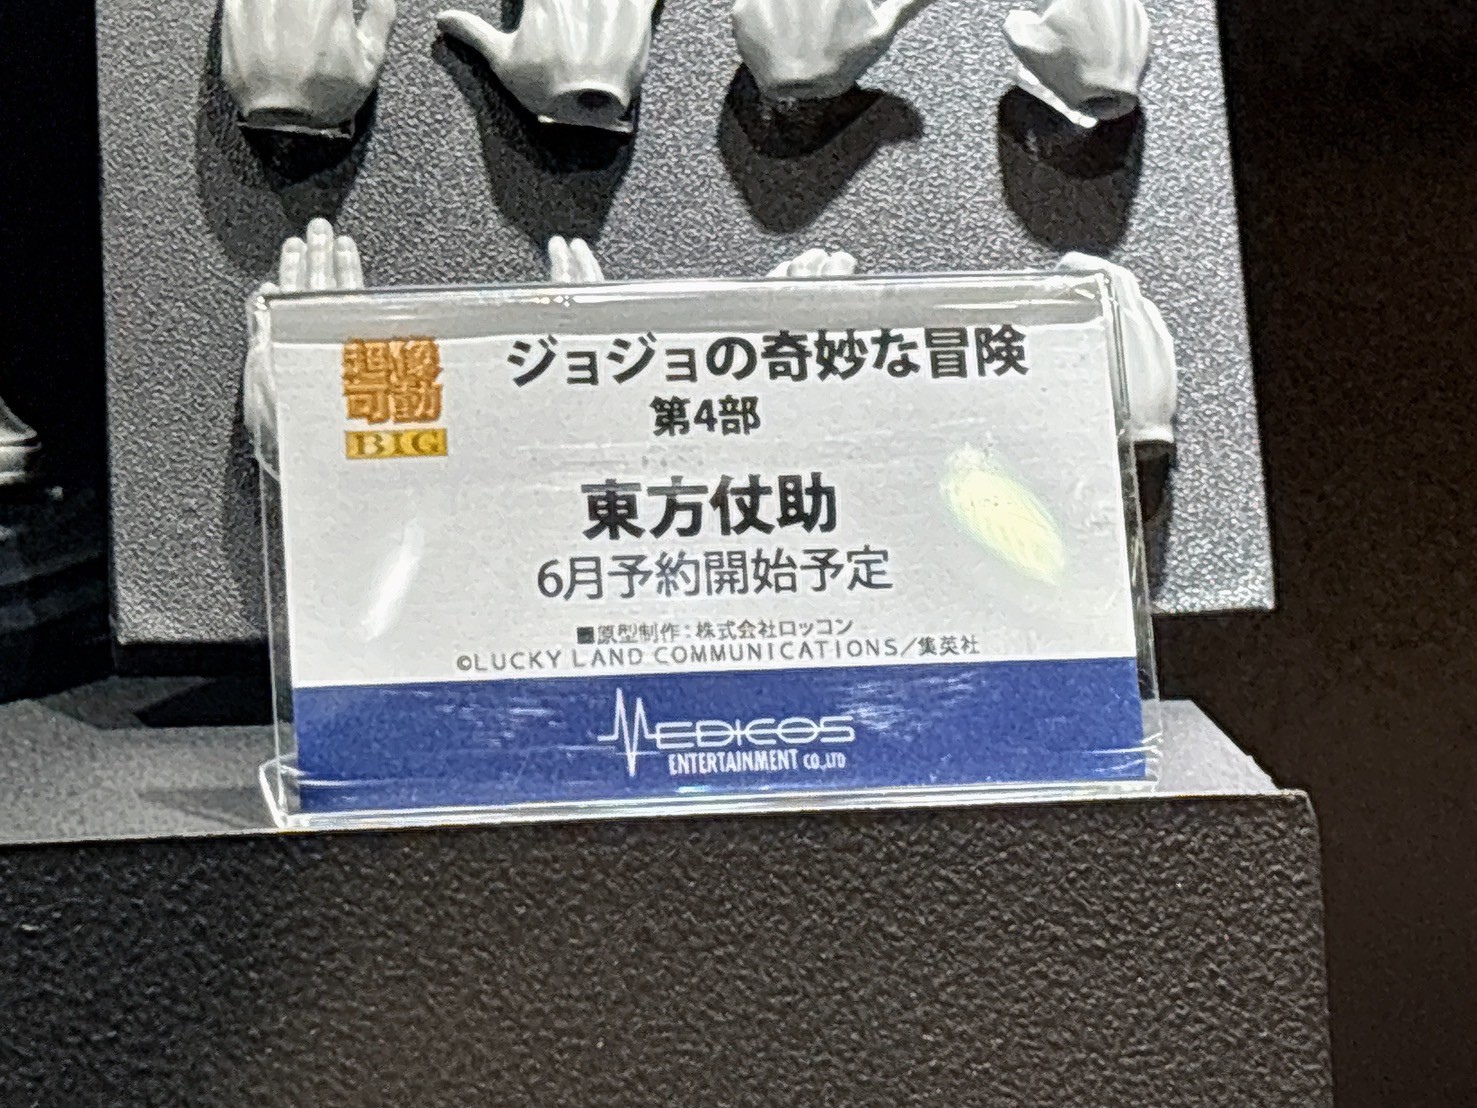 超像
可動
BIG
ジョジョの奇妙な冒険
第4部
東方仗助
6月予約開始予定
■原型制作：株式会社ロッコン
©LUCKY LAND COMMUNICATIONS／集英社
MEDICOS
ENTERTAINMENT CO.,LTD